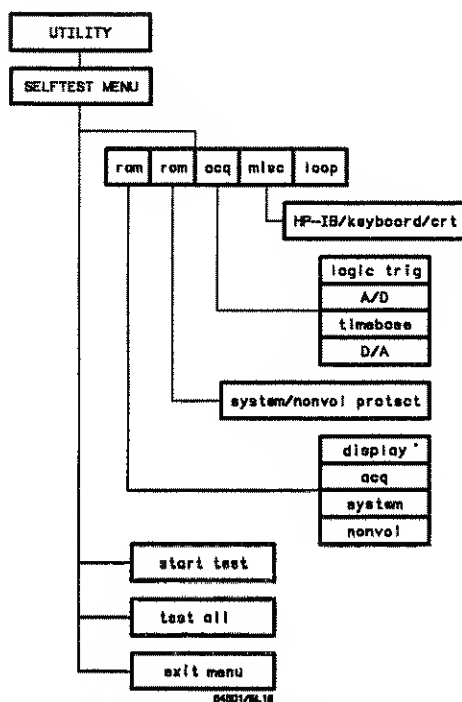 UTILITY
SELFTEST MENU
ram rom acq misc loop
HP-IB/keyboard/crt
logic trig
A/D
timebase
D/A
system/nonvol protect
display
acq
system
nonvol
start test
test all
exit menu